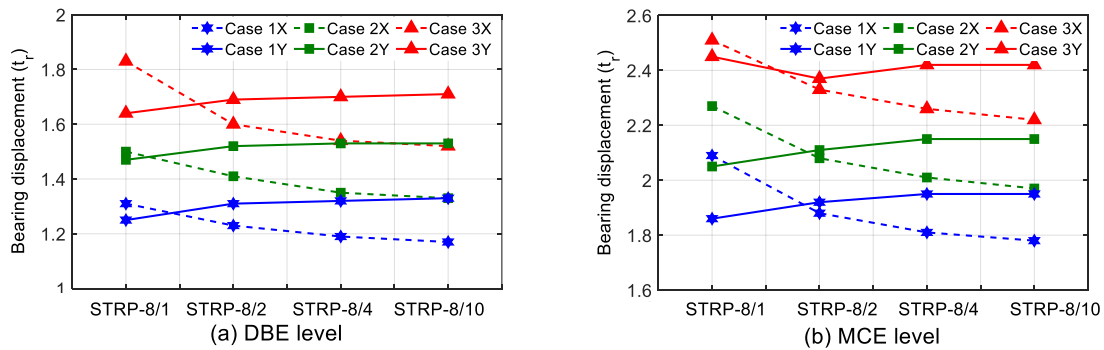 Case 1X Case 2X Case 3X
Case 1Y Case 2Y Case 3Y
Bearing displacement (t_r)
2
1.8
1.6
1.4
1.2
1
STRP-8/1 STRP-8/2 STRP-8/4 STRP-8/10
(a) DBE level
Case 1X Case 2X Case 3X
Case 1Y Case 2Y Case 3Y
Bearing displacement (t_r)
2.6
2.4
2.2
2
1.8
1.6
STRP-8/1 STRP-8/2 STRP-8/4 STRP-8/10
(b) MCE level